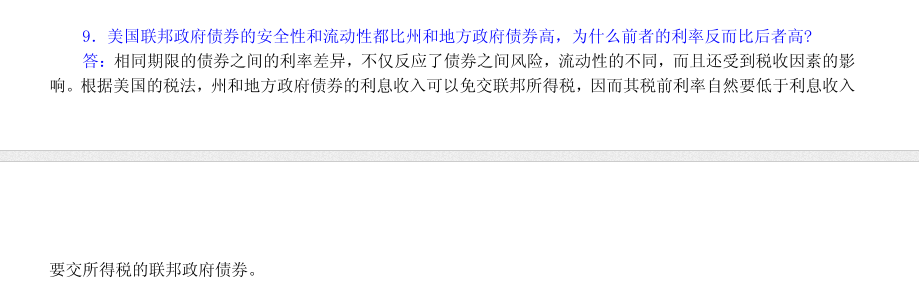 9．美国联邦政府债券的安全性和流动性都比州和地方政府债券高，为什么前者的利率反而比后者高?
答：相同期限的债券之间的利率差异，不仅反应了债券之间风险，流动性的不同，而且还受到税收因素的影
响。根据美国的税法，州和地方政府债券的利息收入可以免交联邦所得税，因而其税前利率自然要低于利息收入
要交所得税的联邦政府债券。